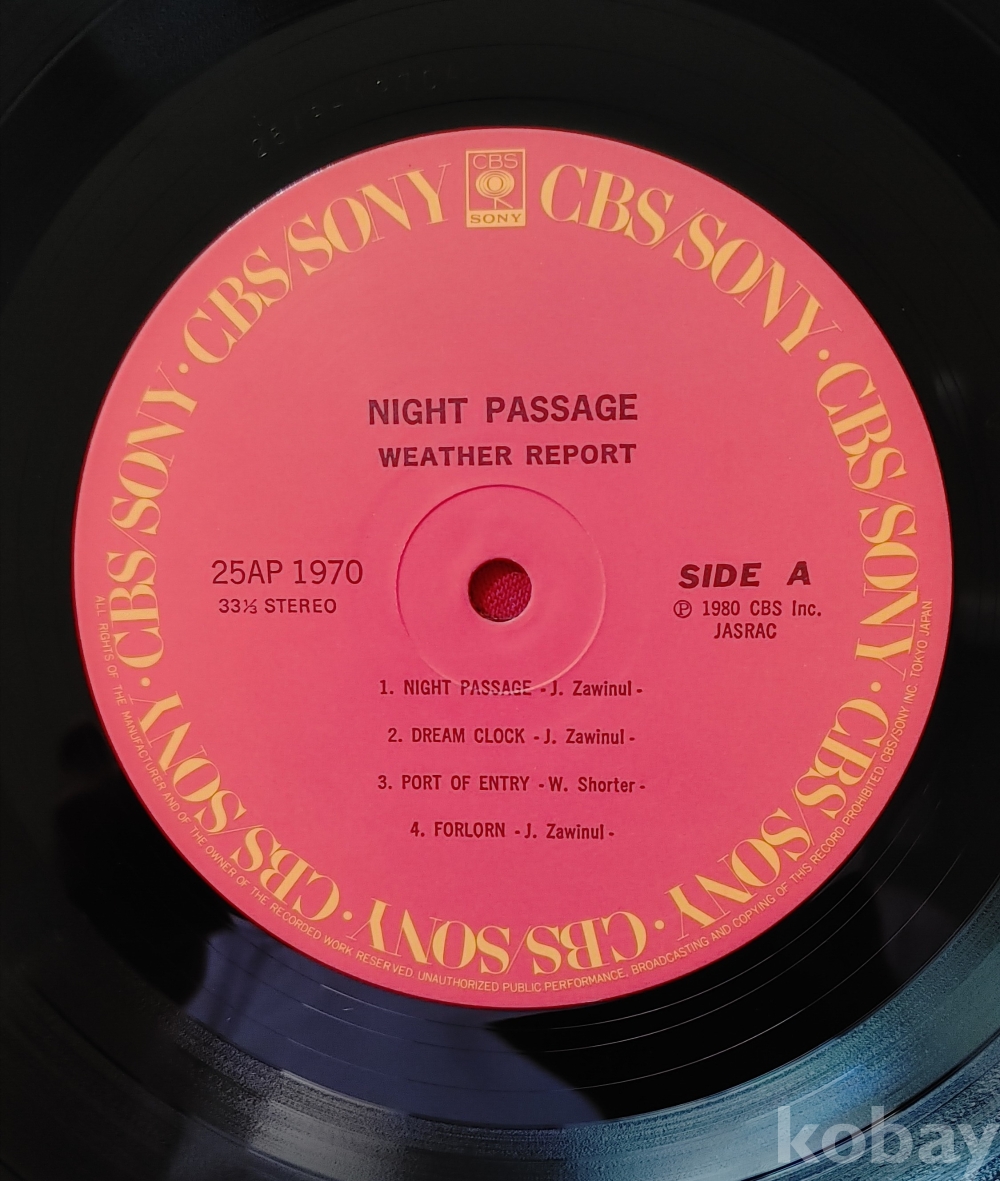 CBS
SONY
CBS/SONY · CBS/SONY · CBS/SONY · CBS/SONY · CBS/SONY · CBS/SONY · CBS/SONY · CBS/SONY · CBS/SONY
NIGHT PASSAGE
WEATHER REPORT
25AP 1970
33⅓ STEREO
SIDE A
℗ 1980 CBS Inc.
JASRAC
1. NIGHT PASSAGE - J. Zawinul -
2. DREAM CLOCK - J. Zawinul -
3. PORT OF ENTRY - W. Shorter -
4. FORLORN - J. Zawinul -
ALL RIGHTS OF THE MANUFACTURER AND OF THE OWNER OF THE RECORDED WORK RESERVED. UNAUTHORIZED PUBLIC PERFORMANCE, BROADCASTING AND COPYING OF THIS RECORD PROHIBITED. CBS/SONY INC. TOKYO JAPAN
kobay